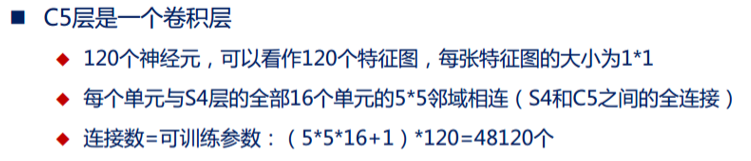 C5层是一个卷积层
120个神经元，可以看作120个特征图，每张特征图的大小为1*1
每个单元与S4层的全部16个单元的5*5邻域相连（S4和C5之间的全连接）
连接数=可训练参数：（5*5*16+1）*120=48120个